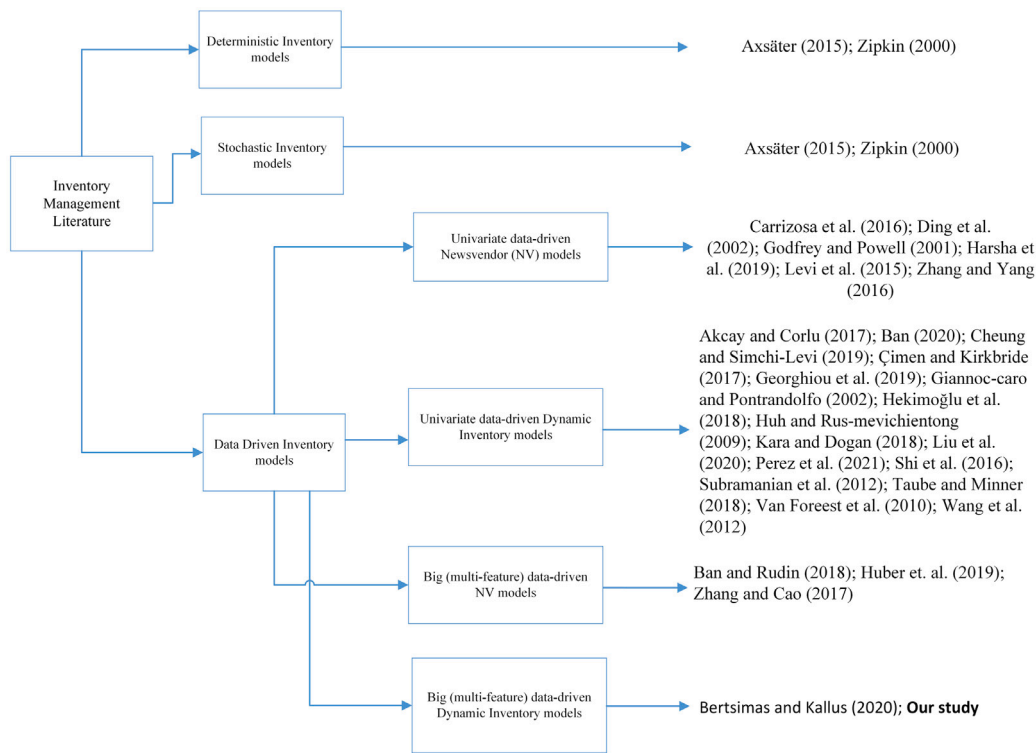 Deterministic Inventory
models
Axsäter (2015); Zipkin (2000)
Stochastic Inventory
models
Axsäter (2015); Zipkin (2000)
Inventory
Management
Literature
Univariate data-driven
Newsvendor (NV) models
Carrizosa et al. (2016); Ding et al.
(2002); Godfrey and Powell (2001); Harsha
et al. (2019); Levi et al. (2015); Zhang and Yang
(2016)
Data Driven Inventory
models
Univariate data-driven Dynamic
Inventory models
Akcay and Corlu (2017); Ban (2020); Cheung
and Simchi-Levi (2019); Çimen and Kirkbride
(2017); Georghiou et al. (2019); Giannoc-caro
and Pontrandolfo (2002); Hekimoğlu et al.
(2018); Huh and Rus-mevichientong
(2009); Kara and Dogan (2018); Liu et al.
(2020); Perez et al. (2021); Shi et al. (2016);
Subramanian et al. (2012); Taube and Minner
(2018); Van Foreest et al. (2010); Wang et al.
(2012)
Big (multi-feature) data-driven
NV models
Ban and Rudin (2018); Huber et. al. (2019);
Zhang and Cao (2017)
Big (multi-feature) data-driven
Dynamic Inventory models
Bertsimas and Kallus (2020); Our study